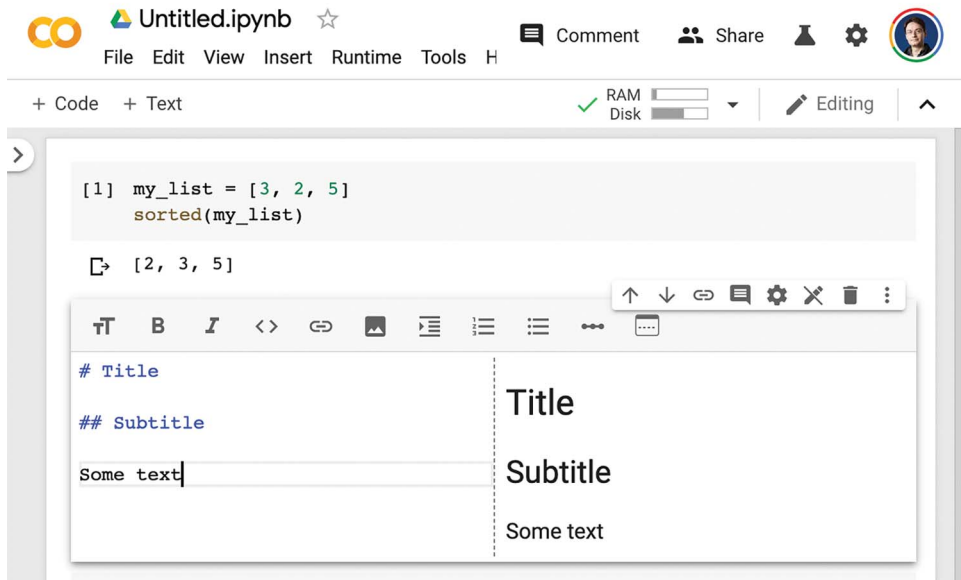 Untitled.ipynb
Comment
Share
File Edit View Insert Runtime Tools H
+ Code + Text
RAM
Disk
Editing
[1] my_list = [3, 2, 5]
sorted(my_list)
[2, 3, 5]
# Title
## Subtitle
Some text
Title
Subtitle
Some text